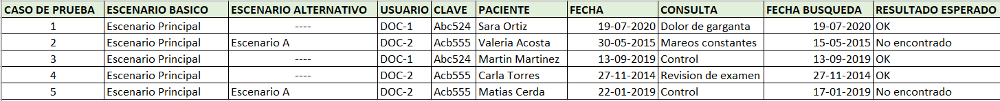 CASO DE PRUEBA ESCENARIO BASICO ESCENARIO ALTERNATIVO USUARIO CLAVE PACIENTE FECHA CONSULTA FECHA BUSQUEDA RESULTADO ESPERADO
1 Escenario Principal ---- DOC-1 Abc524 Sara Ortiz 19-07-2020 Dolor de garganta 19-07-2020 OK
2 Escenario Principal Escenario A DOC-2 Acb555 Valeria Acosta 30-05-2015 Mareos constantes 15-05-2015 No encontrado
3 Escenario Principal ---- DOC-1 Abc524 Martin Martinez 13-09-2019 Control 13-09-2019 OK
4 Escenario Principal ---- DOC-2 Acb555 Carla Torres 27-11-2014 Revision de examen 27-11-2014 OK
5 Escenario Principal Escenario A DOC-2 Acb555 Matias Cerda 22-01-2019 Control 17-01-2019 No encontrado